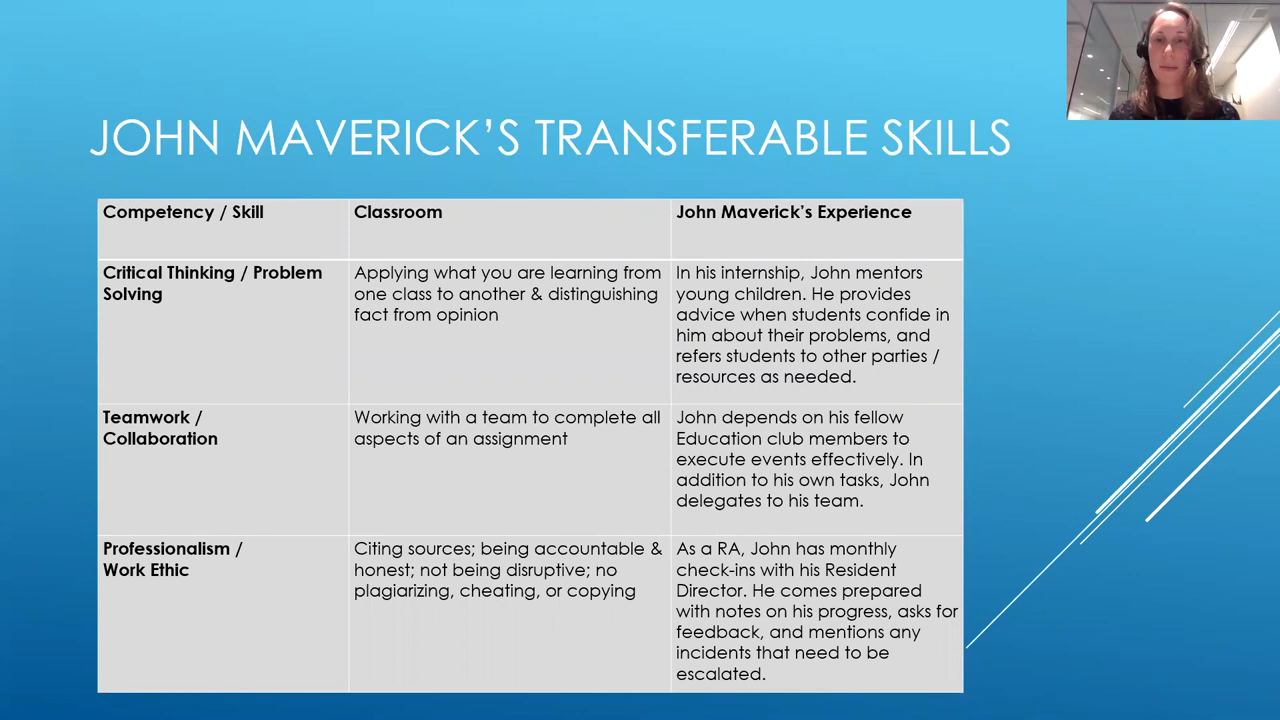 JOHN MAVERICK’S TRANSFERABLE SKILLS
Competency / Skill
Classroom
John Maverick’s Experience
Critical Thinking / Problem
Solving
Applying what you are learning from
one class to another & distinguishing
fact from opinion
In his internship, John mentors
young children. He provides
advice when students confide in
him about their problems, and
refers students to other parties /
resources as needed.
Teamwork /
Collaboration
Working with a team to complete all
aspects of an assignment
John depends on his fellow
Education club members to
execute events effectively. In
addition to his own tasks, John
delegates to his team.
Professionalism /
Work Ethic
Citing sources; being accountable &
honest; not being disruptive; no
plagiarizing, cheating, or copying
As a RA, John has monthly
check-ins with his Resident
Director. He comes prepared
with notes on his progress, asks for
feedback, and mentions any
incidents that need to be
escalated.